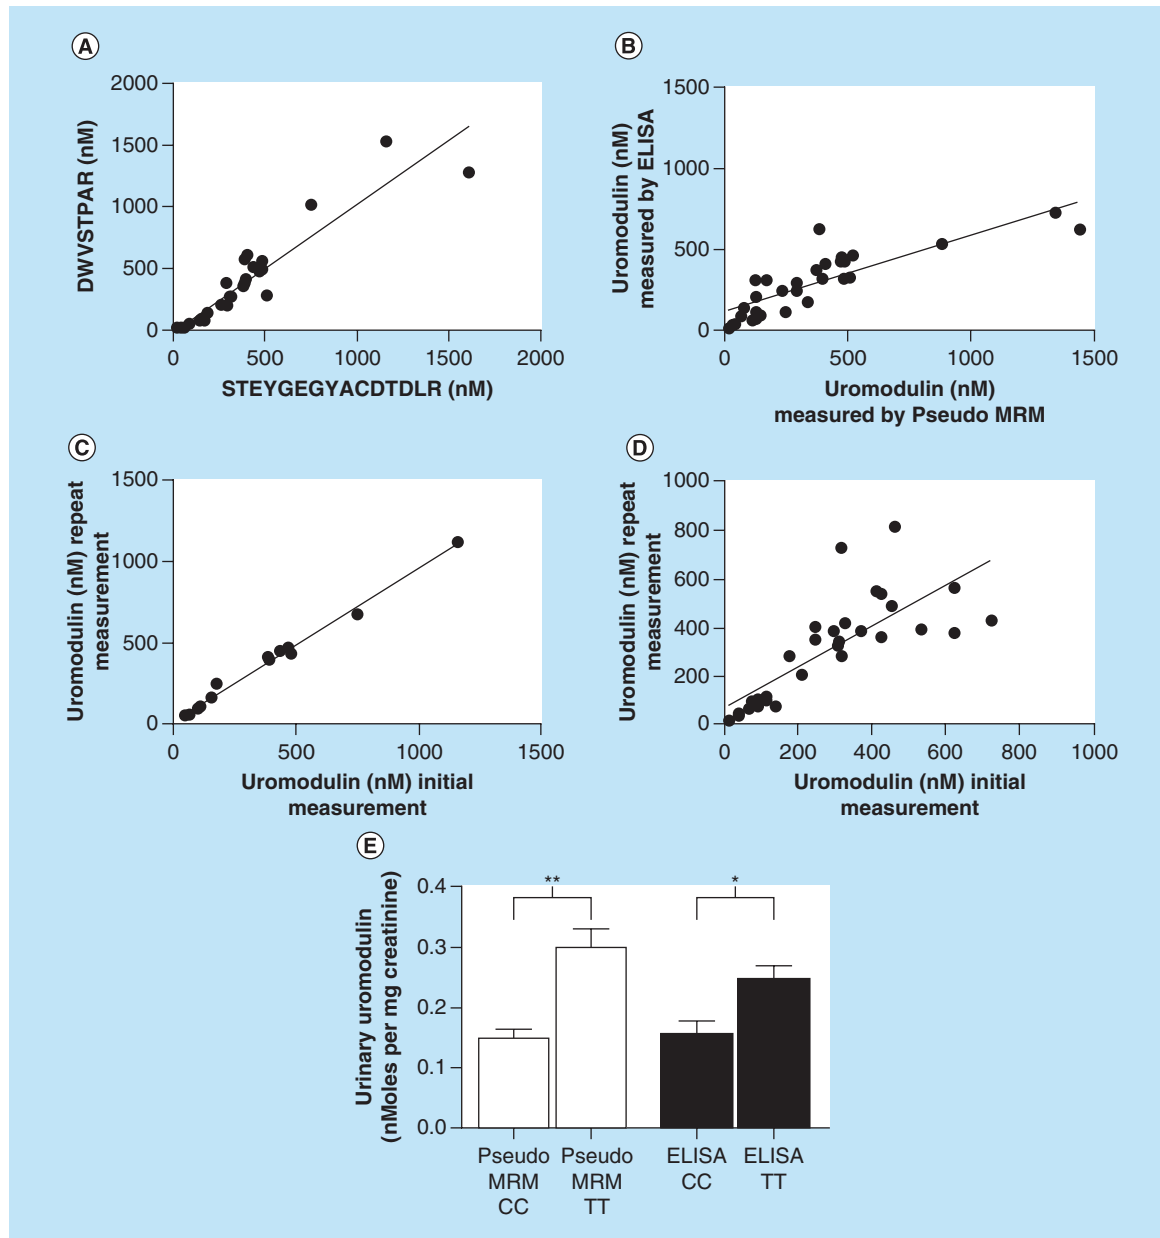 A
2000
1500
1000
500
0
DWVSTPAR (nM)
0 500 1000 1500 2000
STEYGEGYACDTDLR (nM)
B
1500
1000
500
0
Uromodulin (nM)
measured by ELISA
0 500 1000 1500
Uromodulin (nM)
measured by Pseudo MRM
C
1500
1000
500
0
Uromodulin (nM) repeat
measurement
0 500 1000 1500
Uromodulin (nM) initial
measurement
D
1000
800
600
400
200
0
Uromodulin (nM) repeat
measurement
0 200 400 600 800 1000
Uromodulin (nM) initial
measurement
E
0.4
0.3
0.2
0.1
0.0
Urinary uromodulin
(nMoles per mg creatinine)
** *
Pseudo Pseudo ELISA ELISA
MRM MRM CC TT
CC TT